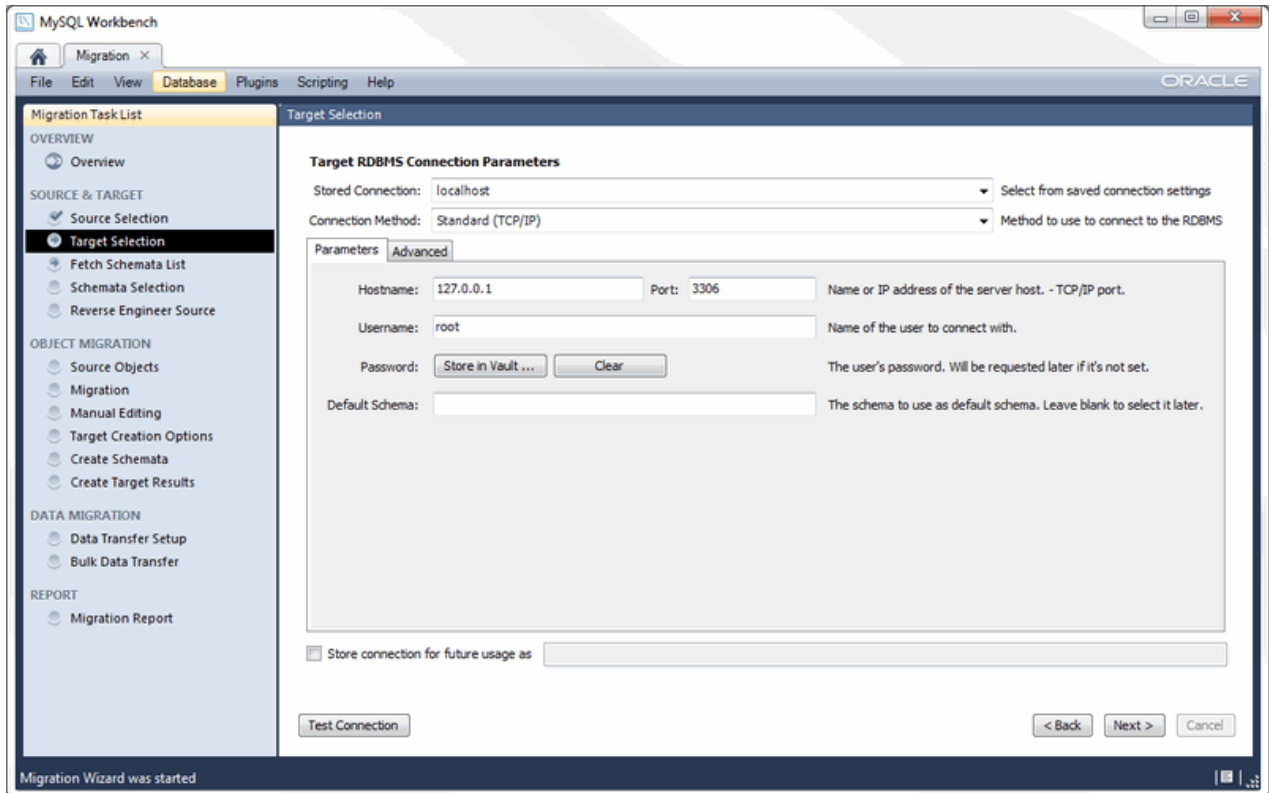 MySQL Workbench
Migration
File Edit View Database Plugins Scripting Help
ORACLE
Migration Task List
OVERVIEW
Overview
SOURCE & TARGET
Source Selection
Target Selection
Fetch Schemata List
Schemata Selection
Reverse Engineer Source
OBJECT MIGRATION
Source Objects
Migration
Manual Editing
Target Creation Options
Create Schemata
Create Target Results
DATA MIGRATION
Data Transfer Setup
Bulk Data Transfer
REPORT
Migration Report
Target Selection
Target RDBMS Connection Parameters
Stored Connection: localhost Select from saved connection settings
Connection Method: Standard (TCP/IP) Method to use to connect to the RDBMS
Parameters Advanced
Hostname: 127.0.0.1 Port: 3306 Name or IP address of the server host. - TCP/IP port.
Username: root Name of the user to connect with.
Password: Store in Vault ... Clear The user's password. Will be requested later if it's not set.
Default Schema: The schema to use as default schema. Leave blank to select it later.
Store connection for future usage as
Test Connection < Back Next > Cancel
Migration Wizard was started